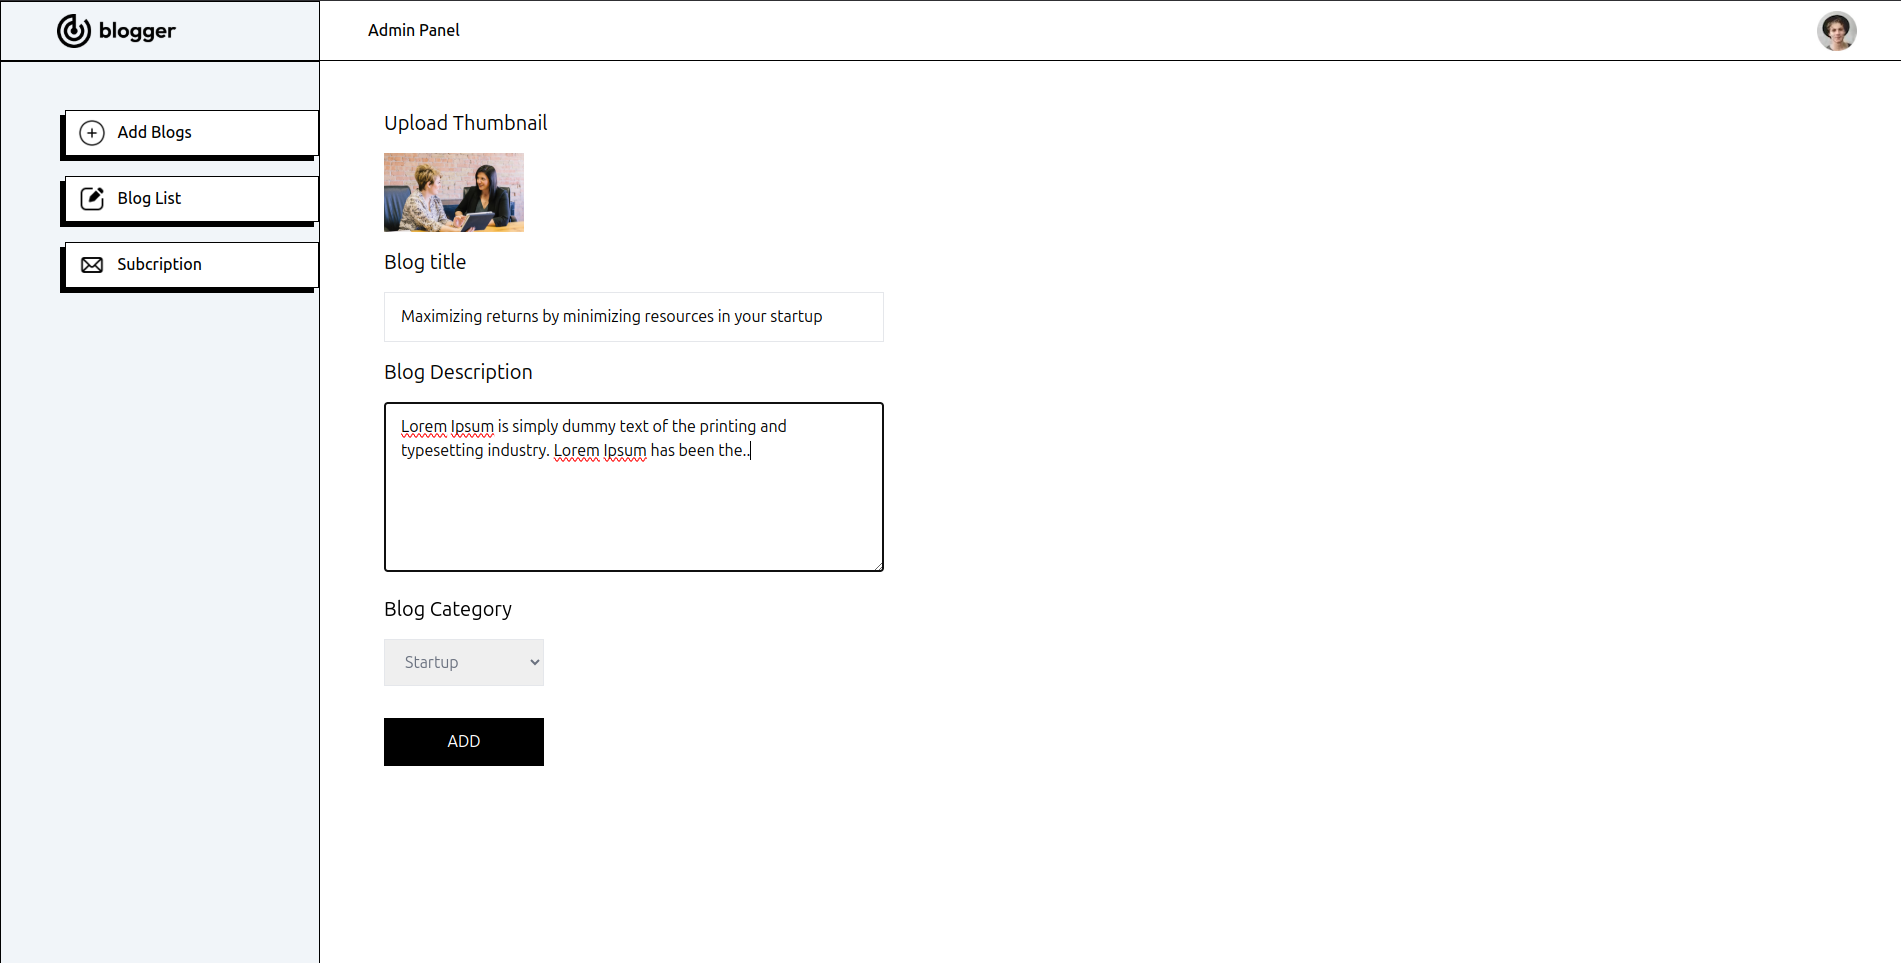 blogger
Admin Panel
Add Blogs
Blog List
Subcription
Upload Thumbnail
Blog title
Maximizing returns by minimizing resources in your startup
Blog Description
Lorem Ipsum is simply dummy text of the printing and
typesetting industry. Lorem Ipsum has been the..
Blog Category
Startup
ADD